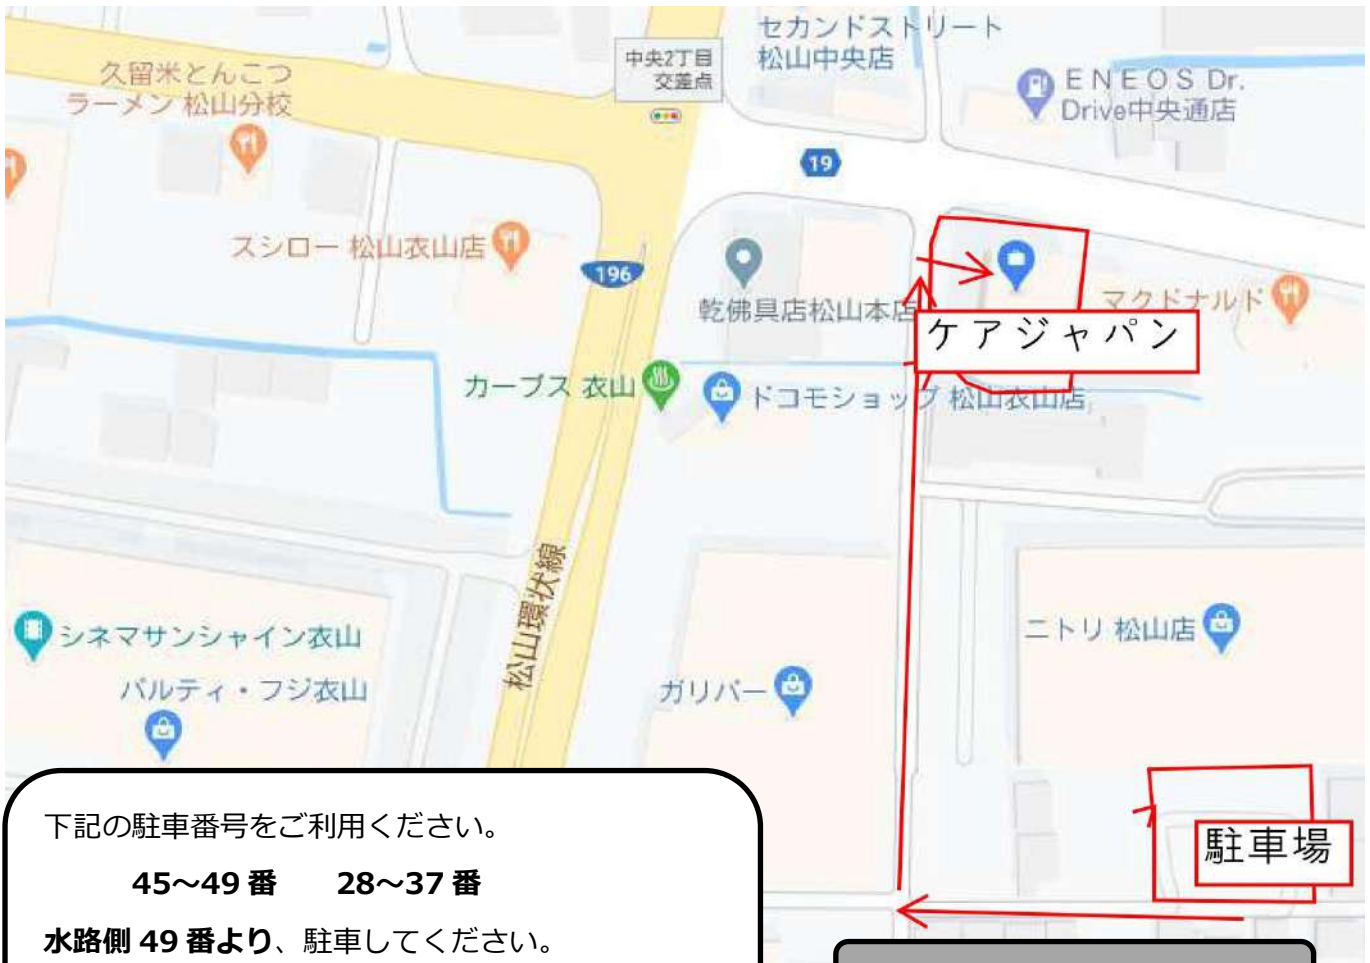 セカンドストリート
松山中央店
中央2丁目
交差点
久留米とんこつ
ラーメン 松山分校
ENEOS Dr.
Drive中央通店
19
スシロー 松山衣山店
196
乾佛具店松山本店
マクドナルド
ケアジャパン
カーブス 衣山
ドコモショップ 松山衣山店
松山環状線
シネマサンシャイン衣山
パルティ・フジ衣山
ガリバー
ニトリ 松山店
駐車場
下記の駐車番号をご利用ください。
45～49 番 28～37 番
水路側 49 番より、駐車してください。